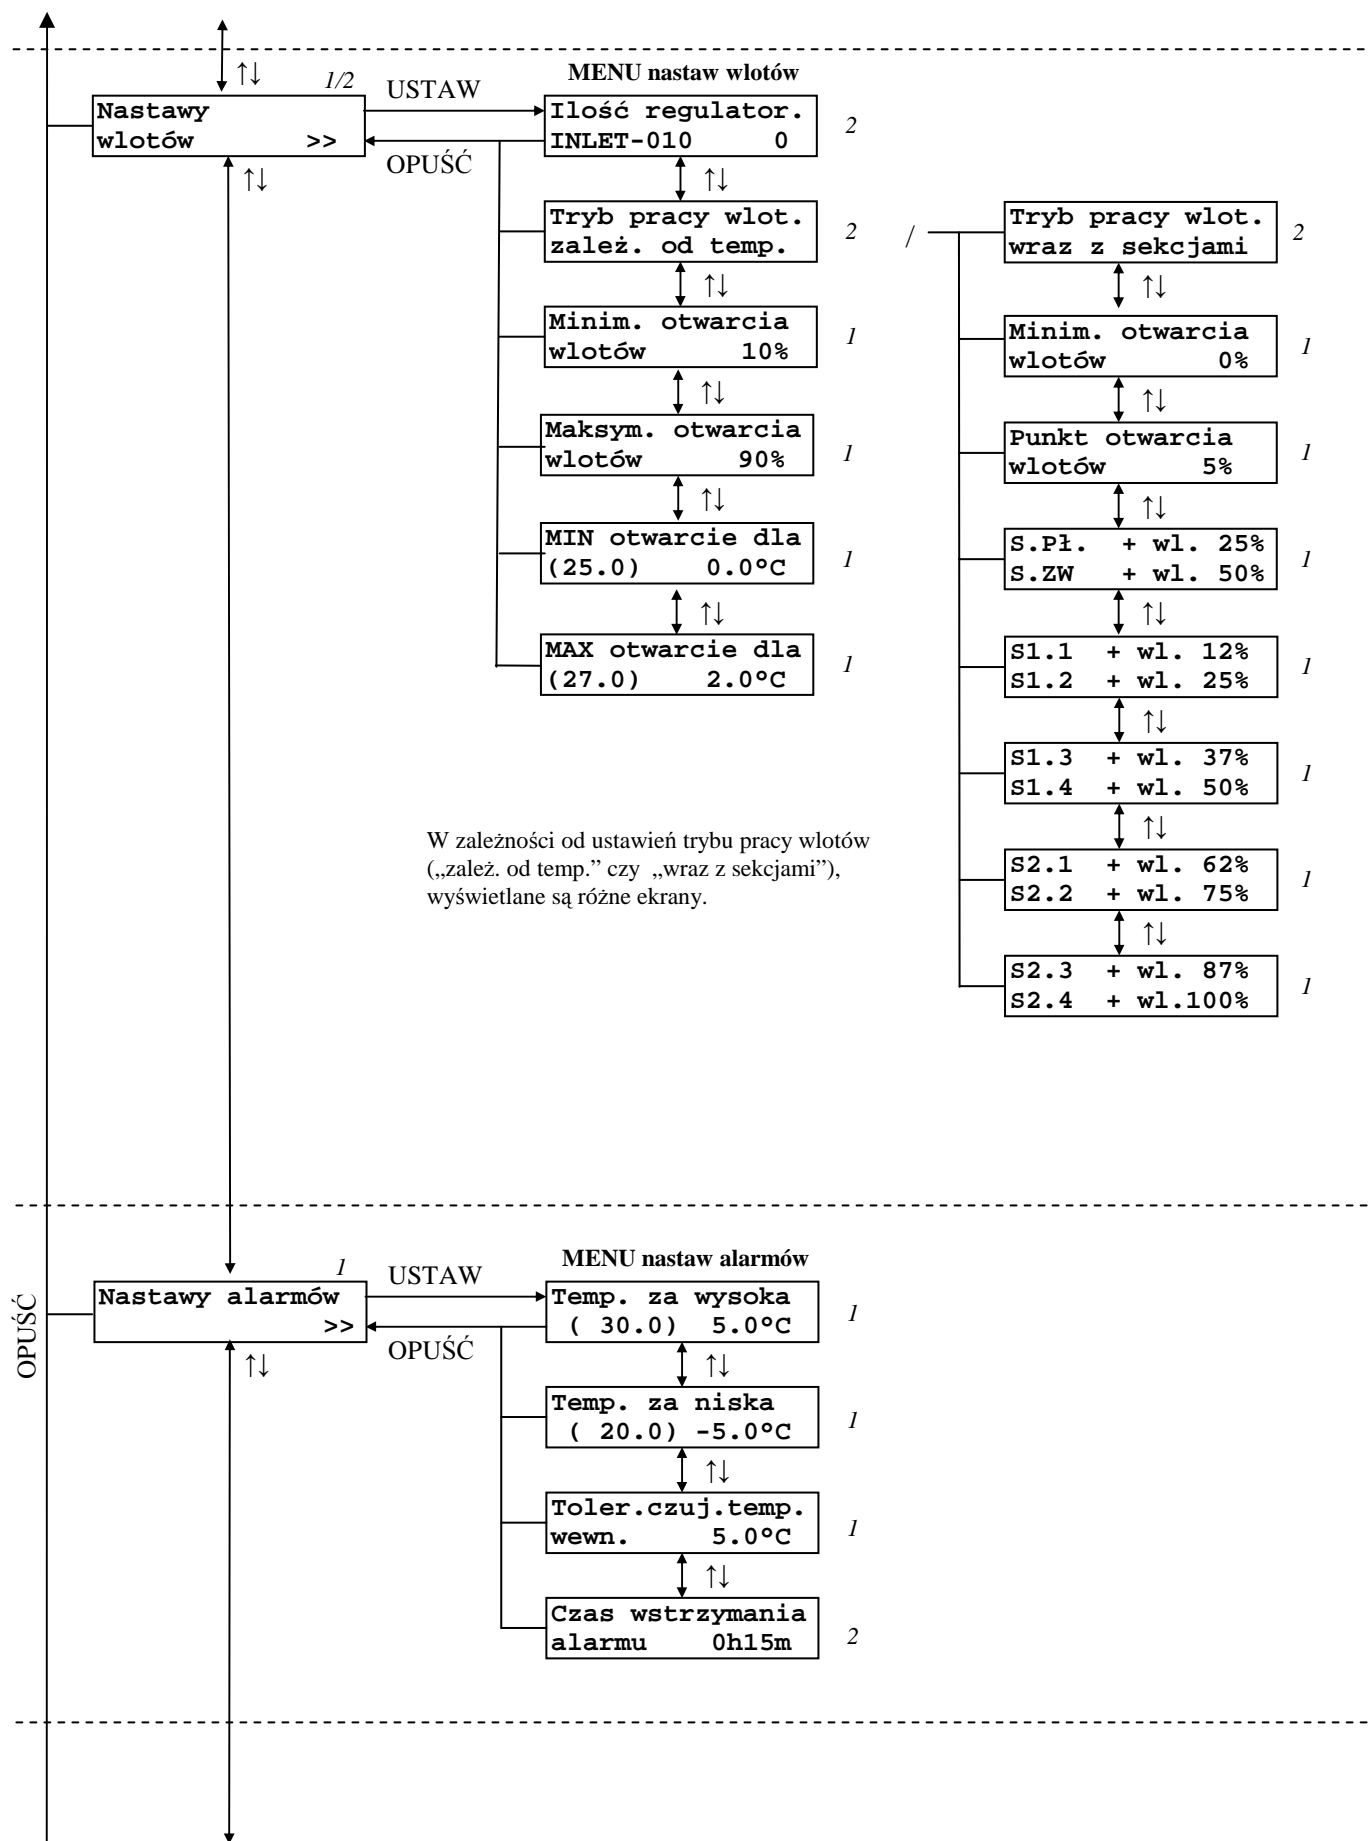 ↑↓
1/2
USTAW
MENU nastaw wlotów
Nastawy
wlotów >>
OPUŚĆ
↑↓
Ilość regulator.
INLET-010 0
2
↑↓
Tryb pracy wlot.
zależ. od temp.
2
↑↓
Minim. otwarcia
wlotów 10%
1
↑↓
Maksym. otwarcia
wlotów 90%
1
↑↓
MIN otwarcie dla
(25.0) 0.0°C
1
↑↓
MAX otwarcie dla
(27.0) 2.0°C
1
/
Tryb pracy wlot.
wraz z sekcjami
2
↑↓
Minim. otwarcia
wlotów 0%
1
↑↓
Punkt otwarcia
wlotów 5%
1
↑↓
S.Pł. + wl. 25%
S.ZW + wl. 50%
1
↑↓
S1.1 + wl. 12%
S1.2 + wl. 25%
1
↑↓
S1.3 + wl. 37%
S1.4 + wl. 50%
1
↑↓
S2.1 + wl. 62%
S2.2 + wl. 75%
1
↑↓
S2.3 + wl. 87%
S2.4 + wl.100%
1
W zależności od ustawień trybu pracy wlotów
(„zależ. od temp.” czy „wraz z sekcjami”),
wyświetlane są różne ekrany.
OPUŚĆ
1
USTAW
MENU nastaw alarmów
Nastawy alarmów
>>
OPUŚĆ
↑↓
Temp. za wysoka
( 30.0) 5.0°C
1
↑↓
Temp. za niska
( 20.0) -5.0°C
1
↑↓
Toler.czuj.temp.
wewn. 5.0°C
1
↑↓
Czas wstrzymania
alarmu 0h15m
2